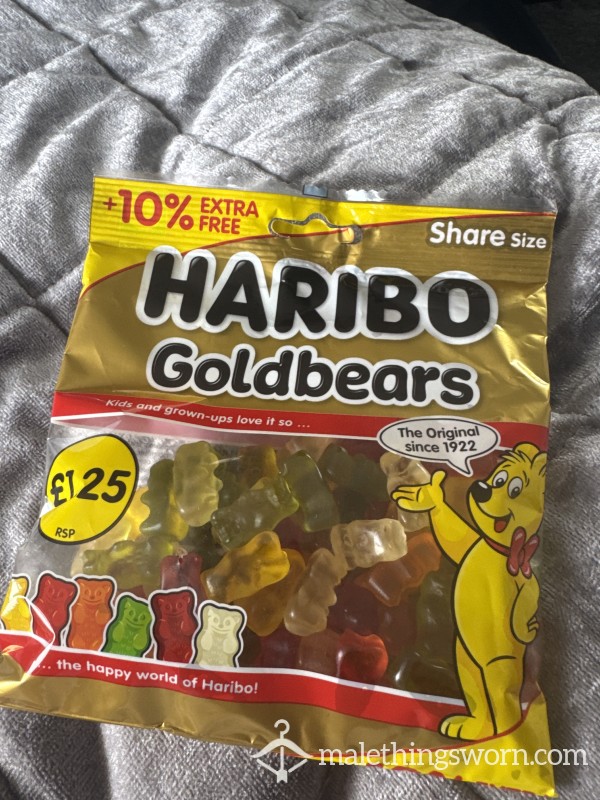 +10% EXTRA FREE
Share Size
HARIBO
Goldbears
Kids and grown-ups love it so ...
The Original
since 1922
£1.25
RSP
... the happy world of Haribo!
malethingsworn.com